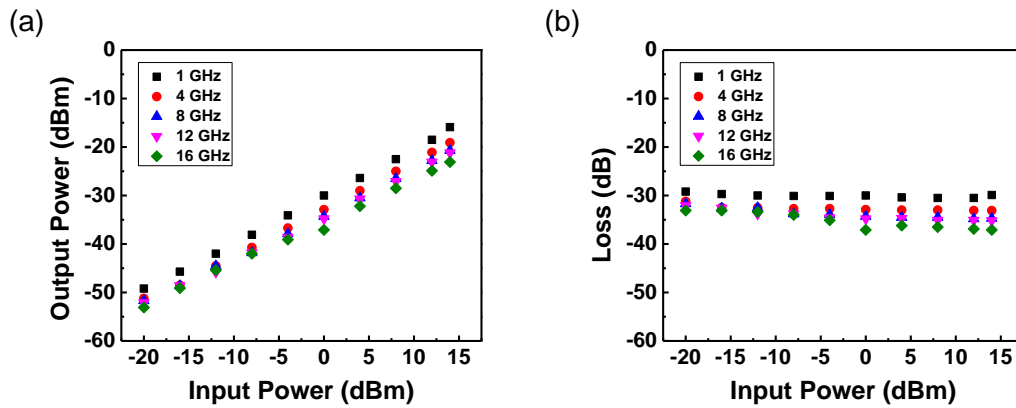 (a)
Output Power (dBm)
0
-10
-20
-30
-40
-50
-60
1 GHz
4 GHz
8 GHz
12 GHz
16 GHz
-20 -15 -10 -5 0 5 10 15
Input Power (dBm)
(b)
Loss (dB)
0
-10
-20
-30
-40
-50
-60
1 GHz
4 GHz
8 GHz
12 GHz
16 GHz
-20 -15 -10 -5 0 5 10 15
Input Power (dBm)